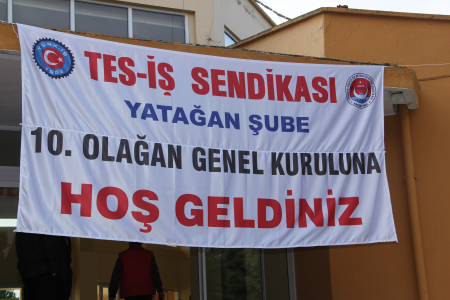 TES-İŞ SENDİKASI
YATAĞAN ŞUBE
10. OLAĞAN GENEL KURULUNA
HOŞ GELDİNİZ